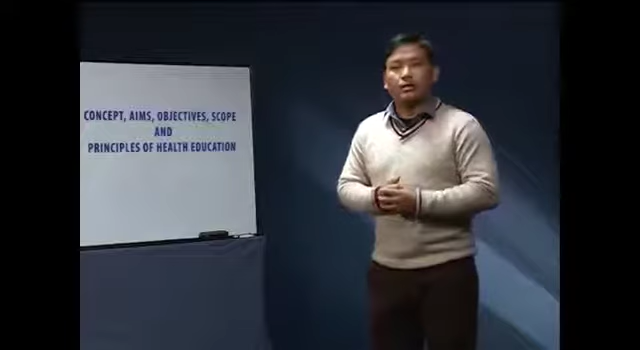 CONCEPT, AIMS, OBJECTIVES, SCOPE
AND
PRINCIPLES OF HEALTH EDUCATION